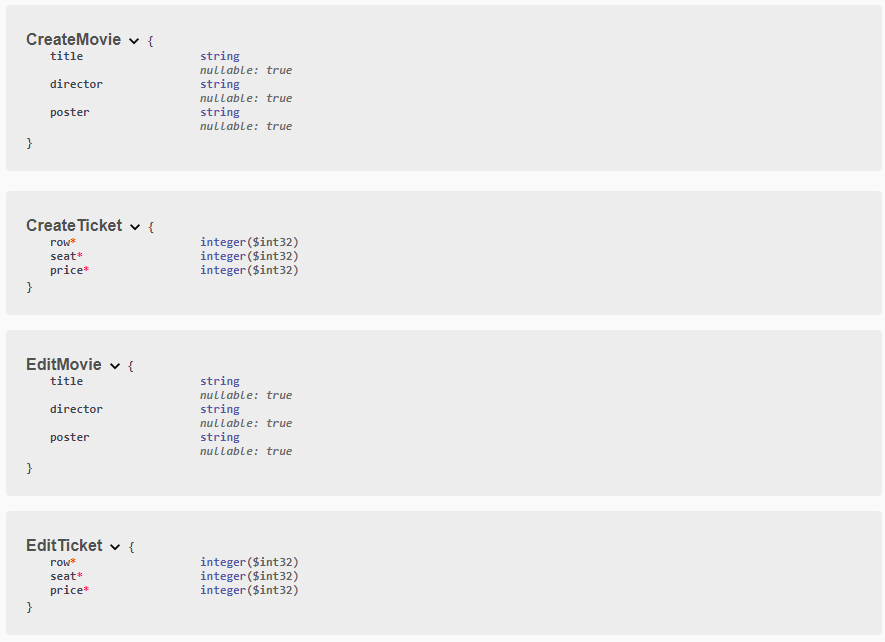 CreateMovie {
title string
nullable: true
director string
nullable: true
poster string
nullable: true
}
CreateTicket {
row* integer($int32)
seat* integer($int32)
price* integer($int32)
}
EditMovie {
title string
nullable: true
director string
nullable: true
poster string
nullable: true
}
EditTicket {
row* integer($int32)
seat* integer($int32)
price* integer($int32)
}